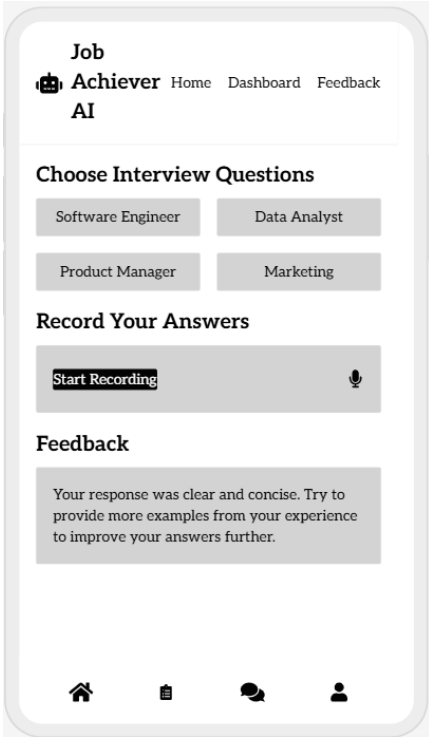 Job
Achiever
AI
Home Dashboard Feedback
Choose Interview Questions
Software Engineer Data Analyst
Product Manager Marketing
Record Your Answers
Start Recording
Feedback
Your response was clear and concise. Try to
provide more examples from your experience
to improve your answers further.